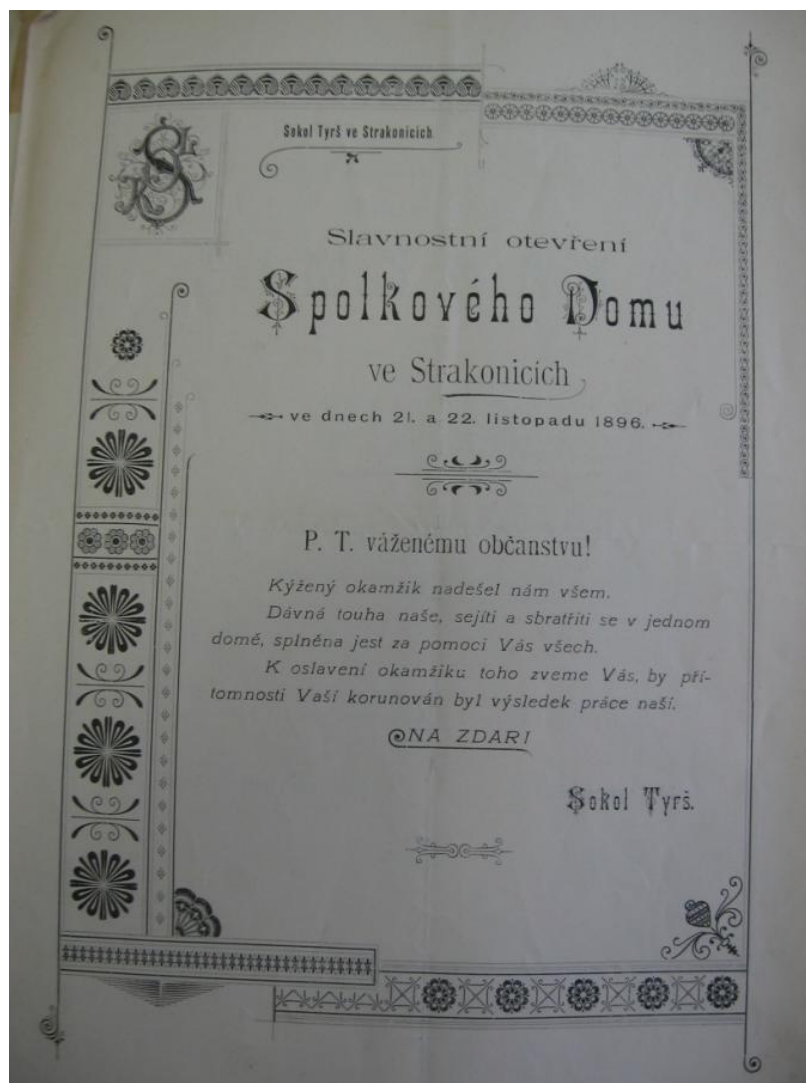 Sokol Tyrš ve Strakonicích.
Slavnostní otevření
Spolkového Domu
ve Strakonicích
ve dnech 21. a 22. listopadu 1896.
P. T. váženému občanstvu!
Kýžený okamžik nadešel nám všem.
Dávná touha naše, sejíti a sbratřiti se v jednom
domě, splněna jest za pomoci Vás všech.
K oslavení okamžiku toho zveme Vás, by pří-
tomnosti Vaší korunován byl výsledek práce naší.
NA ZDAR!
Sokol Tyrš.